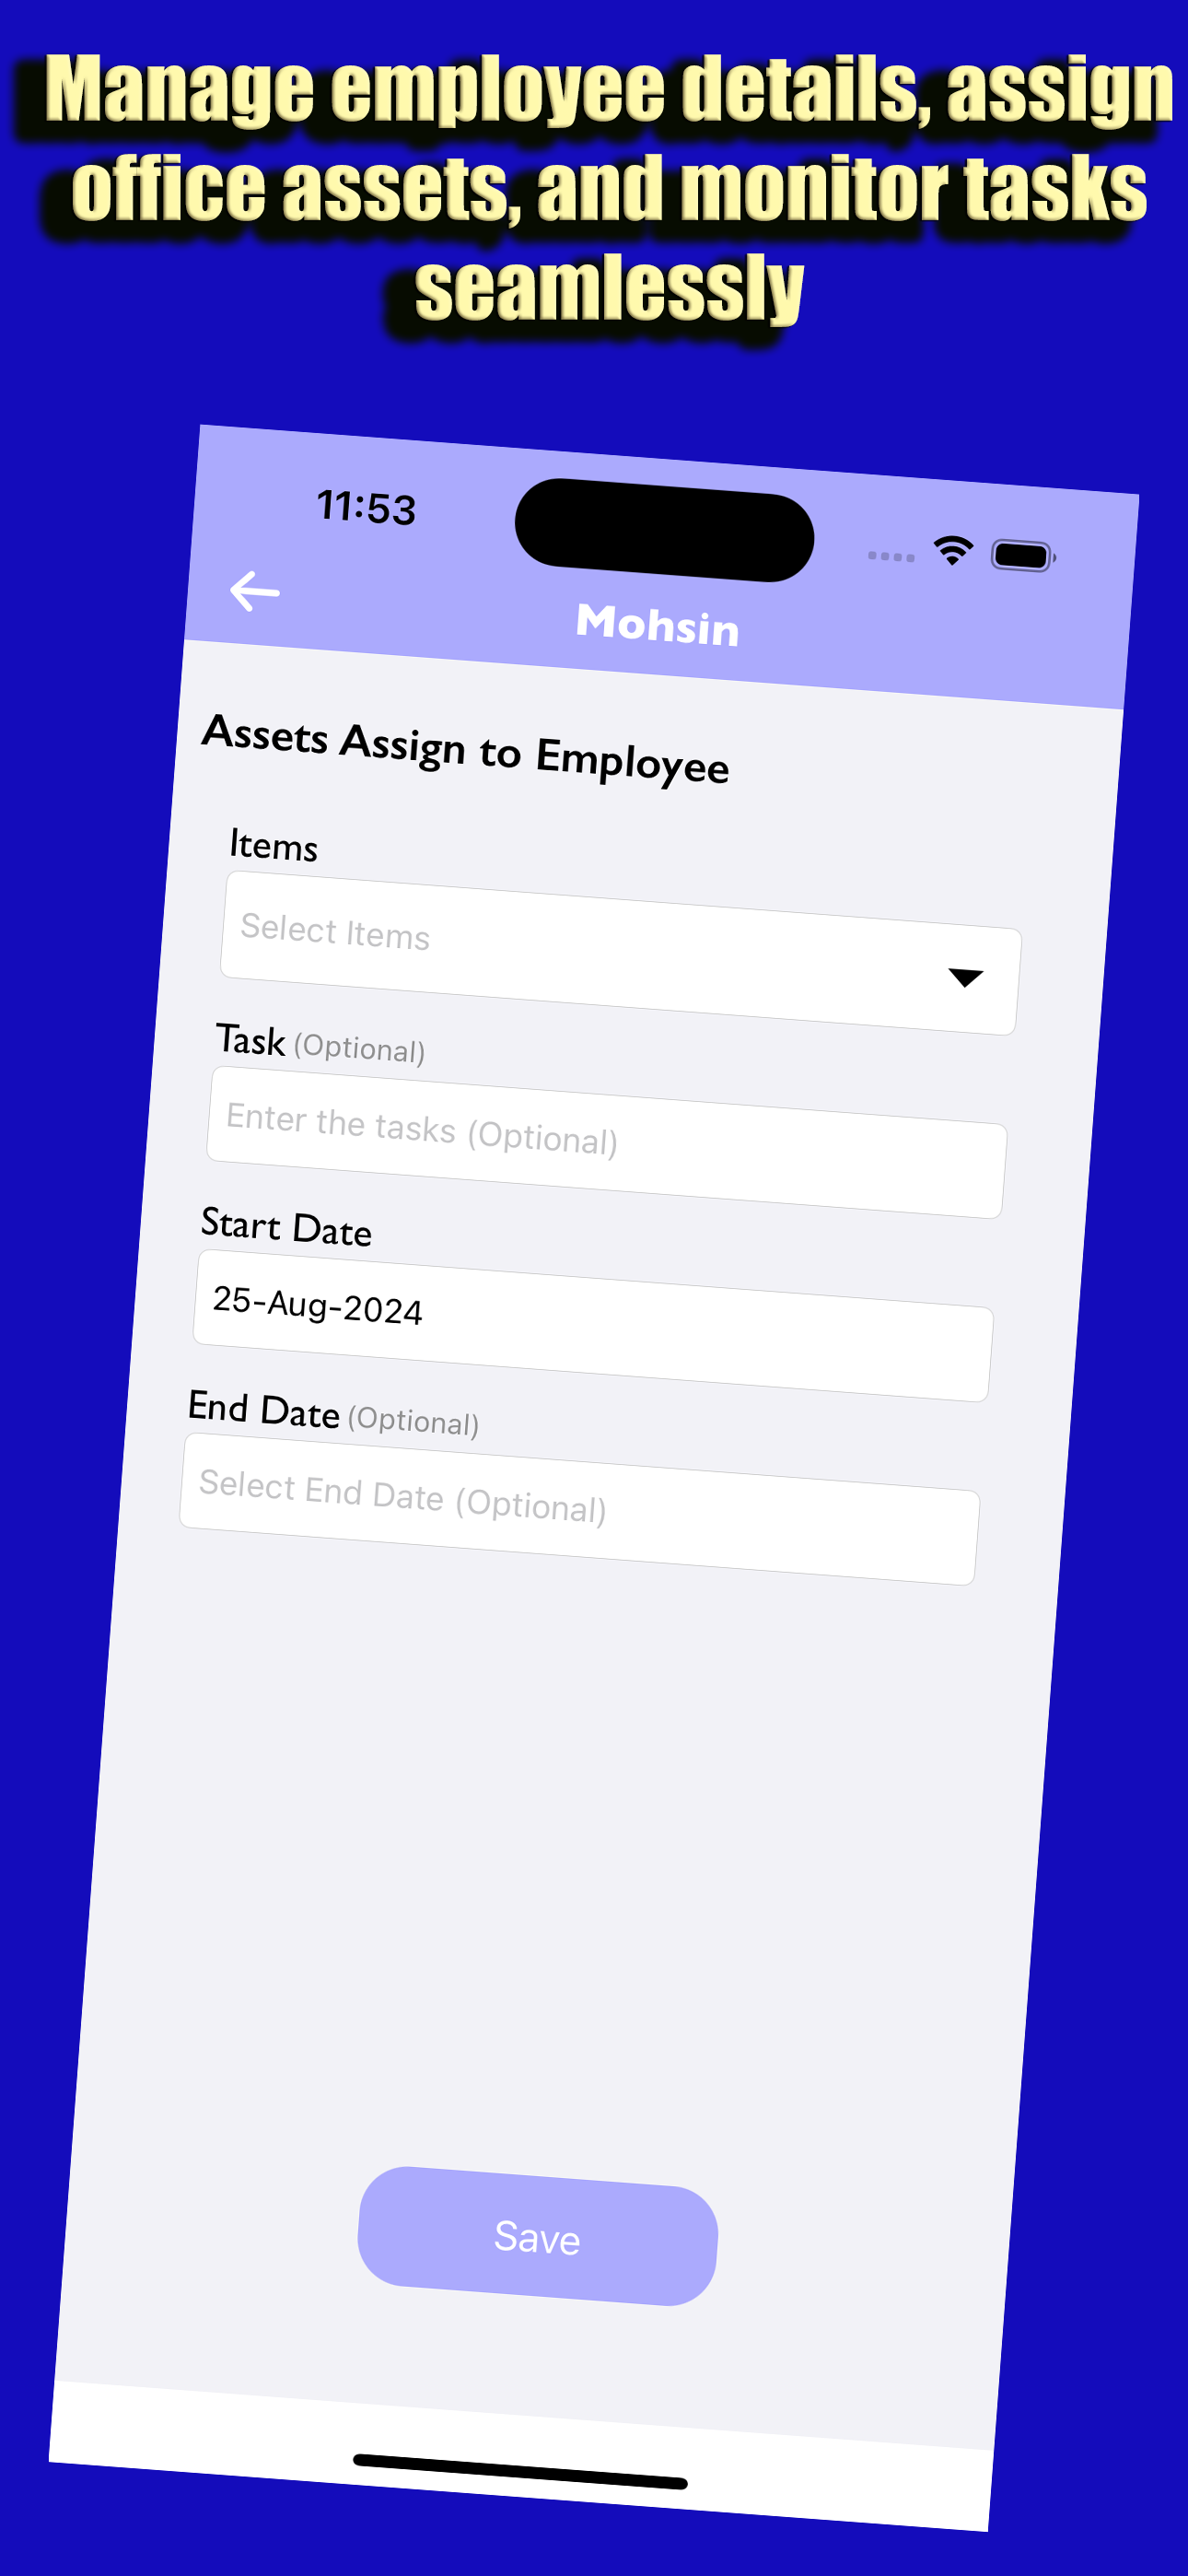 Manage employee details, assign
office assets, and monitor tasks
seamlessly
11:53
Mohsin
Assets Assign to Employee
Items
Select Items
Task (Optional)
Enter the tasks (Optional)
Start Date
25-Aug-2024
End Date (Optional)
Select End Date (Optional)
Save